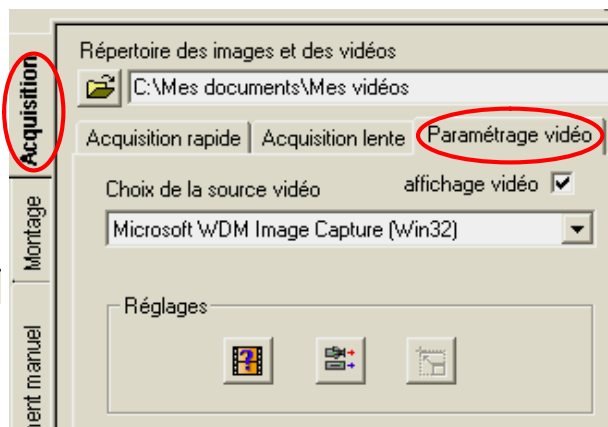 Acquisition
Répertoire des images et des vidéos
C:\Mes documents\Mes vidéos
Acquisition rapide
Acquisition lente
Paramétrage vidéo
Choix de la source vidéo
affichage vidéo
Microsoft WDM Image Capture (Win32)
Montage
Réglages
manuel